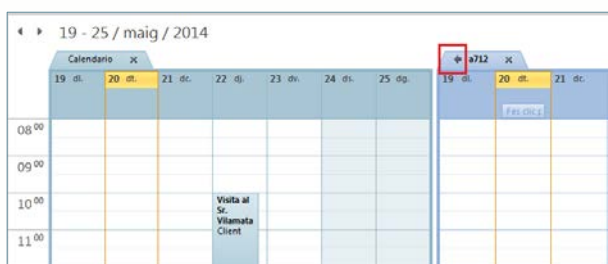 19 - 25 / maig / 2014
Calendario x
a712 x
19 dl. 20 dt. 21 dc. 22 dj. 23 dv. 24 ds. 25 dg.
19 dl. 20 dt. 21 dc.
Fes clic s
08 00
09 00
10 00
Visita al
Sr.
Vilamata
Client
11 00